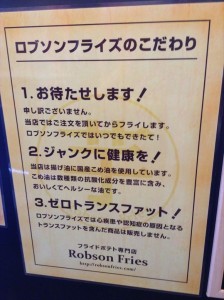 ロブソンフライズのこだわり
1.お待たせします！
申し訳ございません。
当店ではご注文を頂いてからフライします。
ロブソンフライズではいつでもできたて！
2.ジャンクに健康を！
当店は揚げ油に国産こめ油を使用しています。
こめ油は数種類の抗酸化成分を豊富に含み、
おいしくてヘルシーな油です。
3.ゼロトランスファット！
ロブソンフライズでは心疾患や認知症の原因となる
トランスファットを含んだ商品は販売しません。
フライドポテト専門店
Robson Fries
http://robsonfries.com/